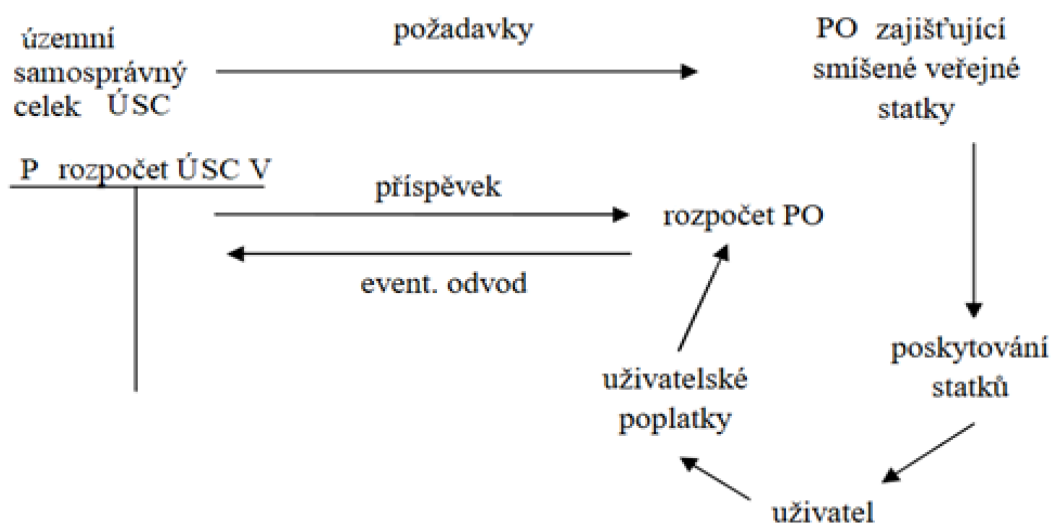 územní
samosprávný
celek ÚSC
požadavky
PO zajišťující
smíšené veřejné
statky
P rozpočet ÚSC V
příspěvek
rozpočet PO
event. odvod
poskytování
statků
uživatelské
poplatky
uživatel